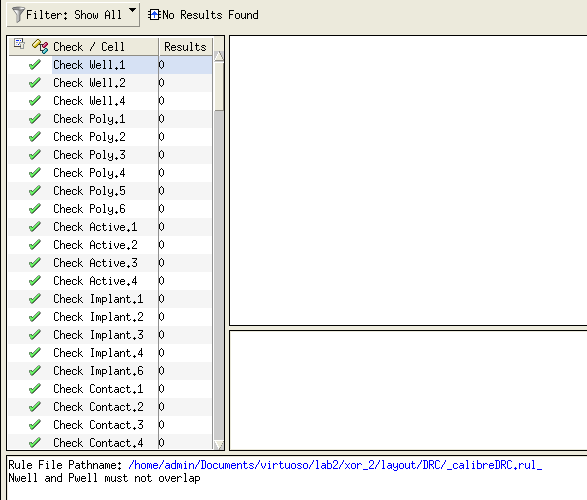 Filter: Show All No Results Found
Check / Cell Results
Check Well.1 0
Check Well.2 0
Check Well.4 0
Check Poly.1 0
Check Poly.2 0
Check Poly.3 0
Check Poly.4 0
Check Poly.5 0
Check Poly.6 0
Check Active.1 0
Check Active.2 0
Check Active.3 0
Check Active.4 0
Check Implant.1 0
Check Implant.2 0
Check Implant.3 0
Check Implant.4 0
Check Implant.6 0
Check Contact.1 0
Check Contact.2 0
Check Contact.3 0
Check Contact.4 0
Rule File Pathname: /home/admin/Documents/virtuoso/lab2/xor_2/layout/DRC/_calibreDRC.rul_
Nwell and Pwell must not overlap